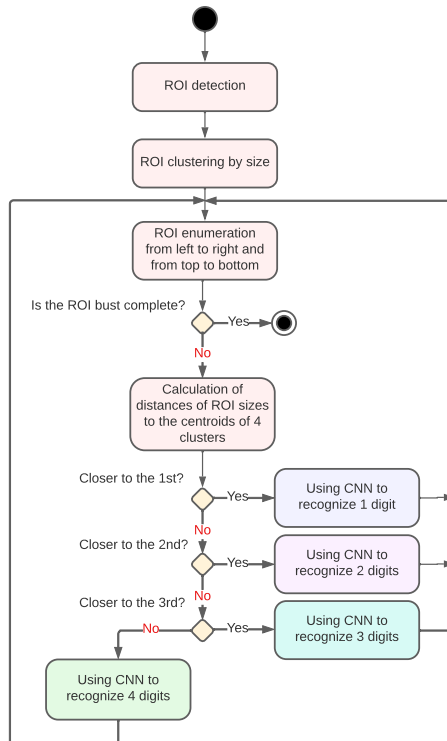 ROI detection
ROI clustering by size
ROI enumeration
from left to right and
from top to bottom
Is the ROI bust complete?
Yes
No
Calculation of
distances of ROI sizes
to the centroids of 4
clusters
Closer to the 1st?
Yes
Using CNN to
recognize 1 digit
No
Closer to the 2nd?
Yes
Using CNN to
recognize 2 digits
No
Closer to the 3rd?
No
Yes
Using CNN to
recognize 3 digits
Using CNN to
recognize 4 digits